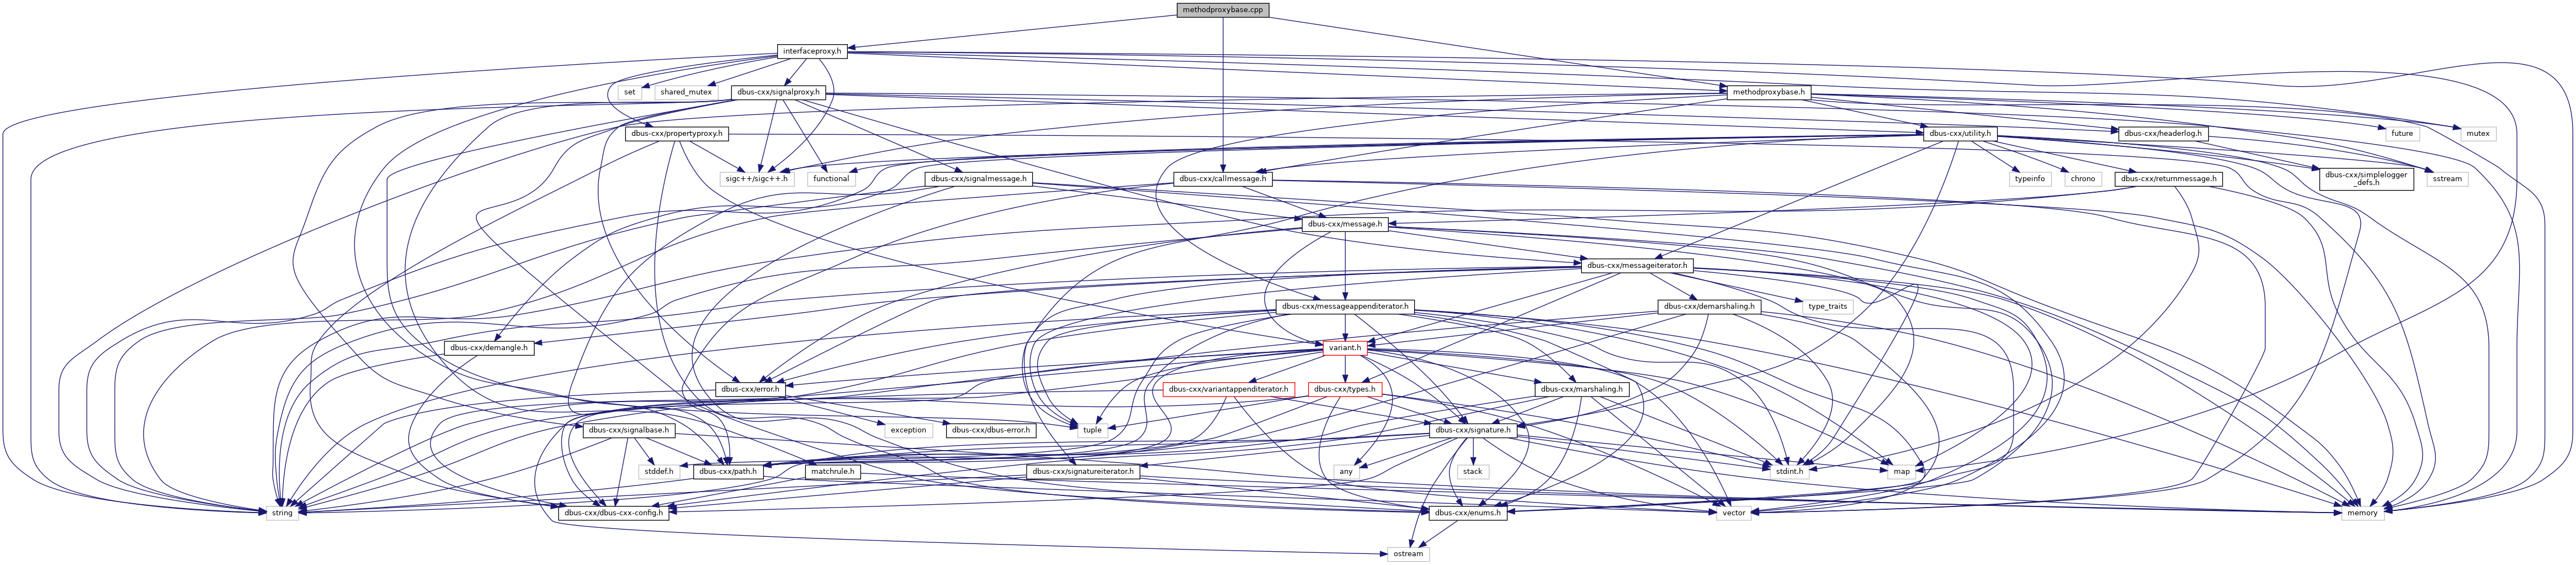 methodproxybase.cpp
interfaceproxy.h
set
shared_mutex
dbus-cxx/signalproxy.h
methodproxybase.h
dbus-cxx/propertyproxy.h
dbus-cxx/utility.h
dbus-cxx/headerlog.h
future
mutex
sigc++/sigc++.h
functional
dbus-cxx/signalmessage.h
dbus-cxx/callmessage.h
typeinfo
chrono
dbus-cxx/returnmessage.h
dbus-cxx/simplelogger
_defs.h
sstream
dbus-cxx/message.h
dbus-cxx/messageiterator.h
dbus-cxx/messageappenditerator.h
dbus-cxx/demarshaling.h
type_traits
dbus-cxx/demangle.h
variant.h
dbus-cxx/error.h
dbus-cxx/variantappenditerator.h
dbus-cxx/types.h
dbus-cxx/marshaling.h
dbus-cxx/signalbase.h
exception
dbus-cxx/dbus-error.h
tuple
dbus-cxx/signature.h
stddef.h
dbus-cxx/path.h
matchrule.h
dbus-cxx/signatureiterator.h
any
stack
stdint.h
map
string
dbus-cxx/dbus-cxx-config.h
dbus-cxx/enums.h
vector
memory
ostream